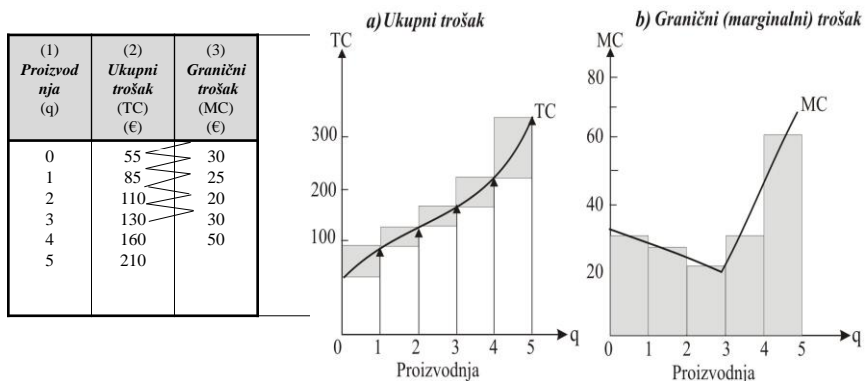 (1) (2) (3)
Proizvod Ukupni Granični
nja trošak trošak
(q) (TC) (MC)
(€) (€)
0 55 30
1 85 25
2 110 20
3 130 30
4 160 50
5 210
a) Ukupni trošak
TC
TC
300
200
100
0 1 2 3 4 5 q
Proizvodnja
b) Granični (marginalni) trošak
MC
80
MC
60
40
20
0 1 2 3 4 5 q
Proizvodnja